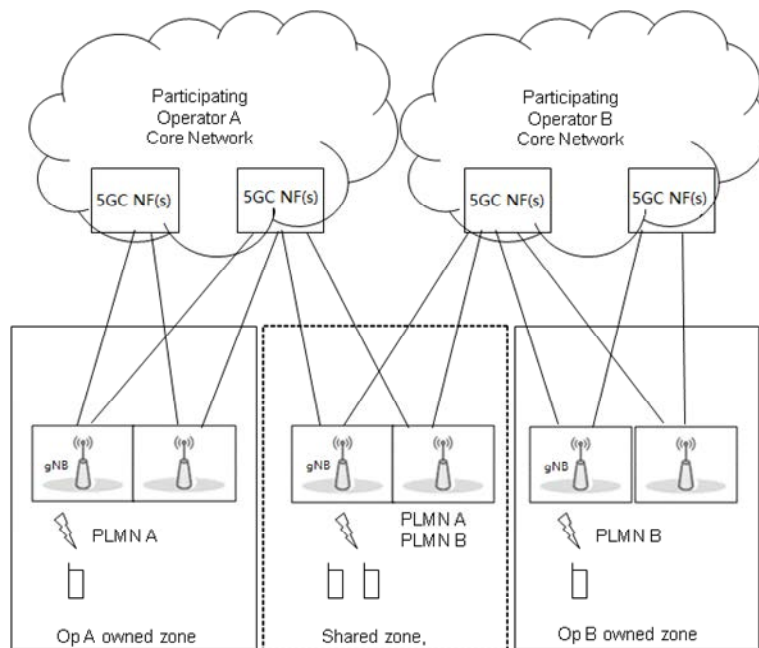 Participating
Operator A
Core Network
Participating
Operator B
Core Network
5GC NF(s)
5GC NF(s)
5GC NF(s)
5GC NF(s)
gNB
gNB
gNB
PLMN A
PLMN A
PLMN B
PLMN B
Op A owned zone
Shared zone,
Op B owned zone